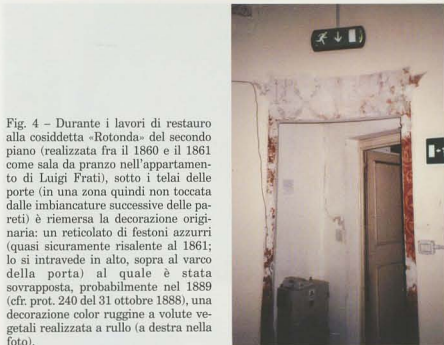 Fig. 4 – Durante i lavori di restauro
alla cosiddetta «Rotonda» del secondo
piano (realizzata fra il 1860 e il 1861
come sala da pranzo nell'appartamen-
to di Luigi Frati), sotto i telai delle
porte (in una zona quindi non toccata
dalle imbiancature successive delle pa-
reti) è riemersa la decorazione origi-
naria: un reticolato di festoni azzurri
(quasi sicuramente risalente al 1861;
lo si intravede in alto, sopra al varco
della porta) al quale è stata
sovrapposta, probabilmente nel 1889
(cfr. prot. 240 del 31 ottobre 1888), una
decorazione color ruggine a volute ve-
getali realizzata a rullo (a destra nella
foto).